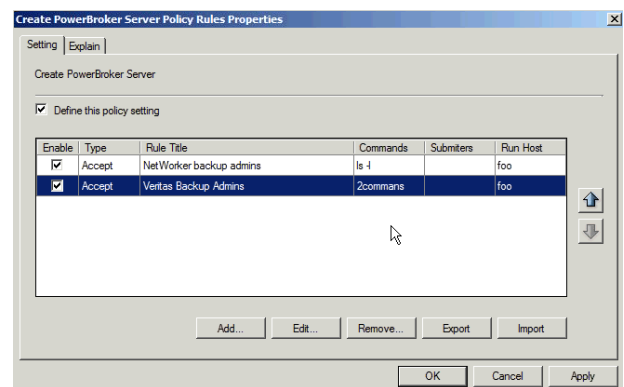 Create PowerBroker Server Policy Rules Properties
Setting Explain
Create PowerBroker Server
Define this policy setting
Enable Type Rule Title Commands Submiters Run Host
Accept NetWorker backup admins ls -l foo
Accept Veritas Backup Admins 2commans foo
Add... Edit... Remove... Export Import
OK Cancel Apply